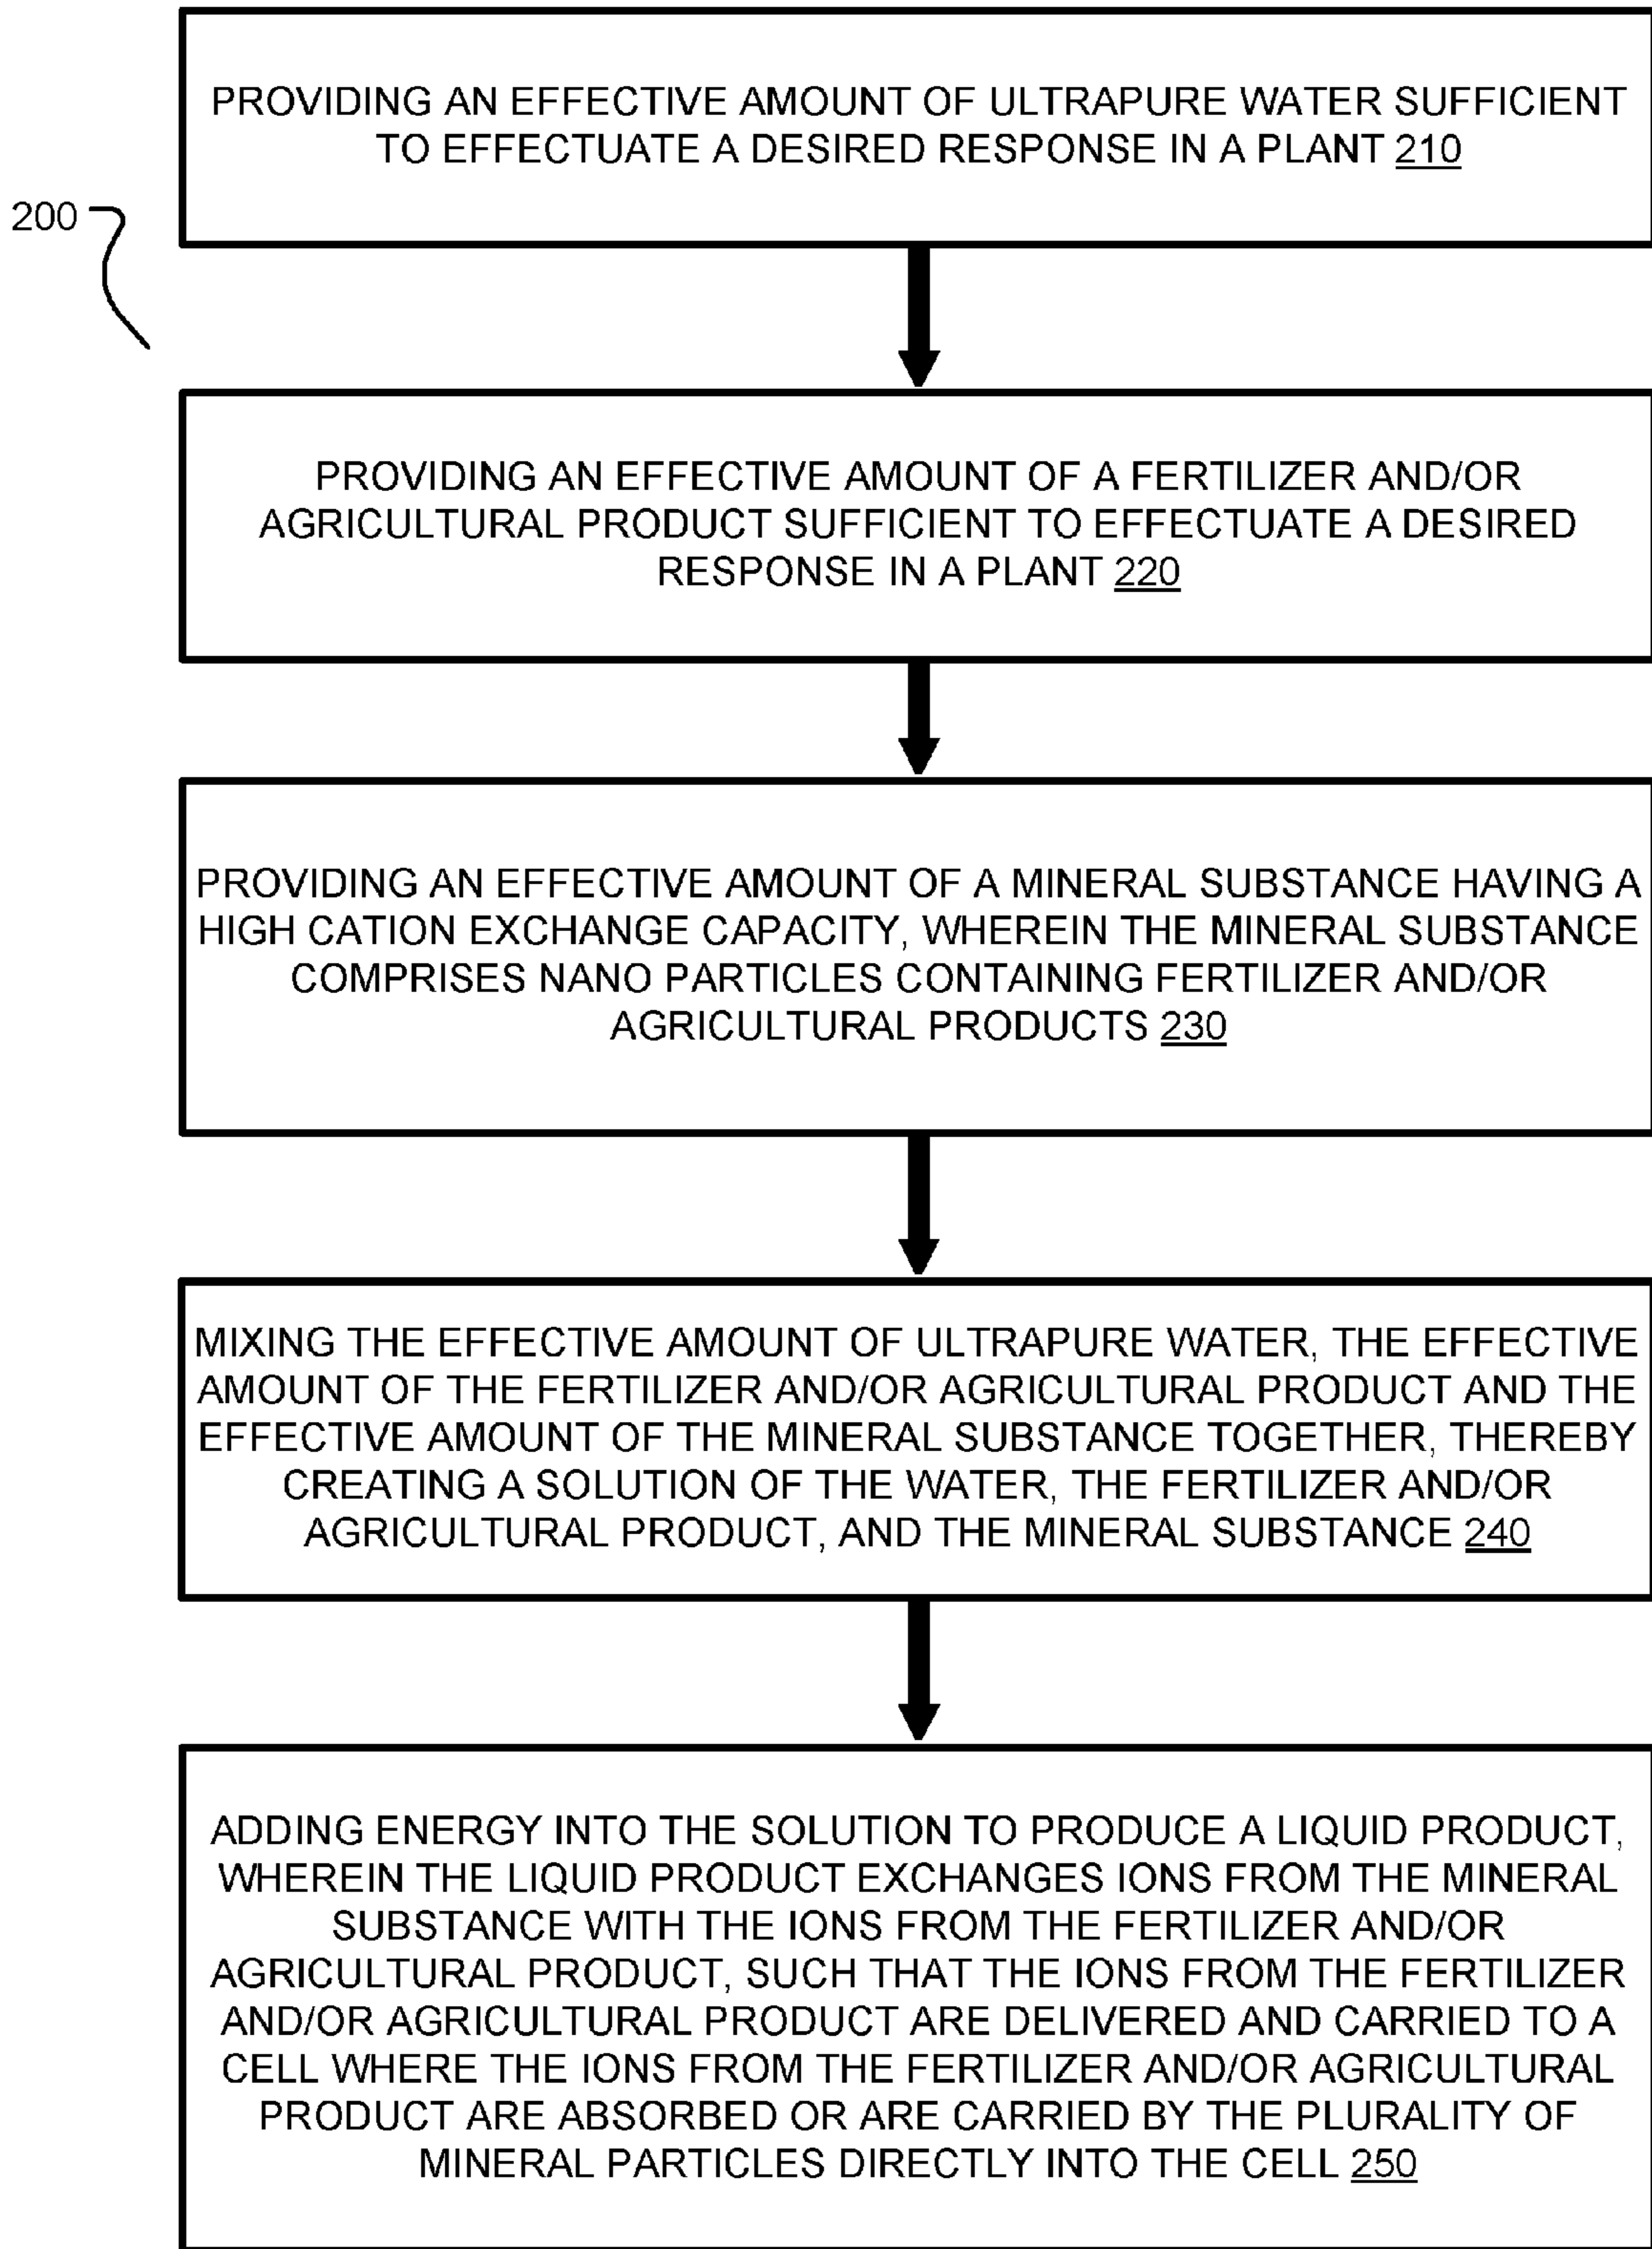 PROVIDING AN EFFECTIVE AMOUNT OF ULTRAPURE WATER SUFFICIENT
TO EFFECTUATE A DESIRED RESPONSE IN A PLANT 210
200
PROVIDING AN EFFECTIVE AMOUNT OF A FERTILIZER AND/OR
AGRICULTURAL PRODUCT SUFFICIENT TO EFFECTUATE A DESIRED
RESPONSE IN A PLANT 220
PROVIDING AN EFFECTIVE AMOUNT OF A MINERAL SUBSTANCE HAVING A
HIGH CATION EXCHANGE CAPACITY, WHEREIN THE MINERAL SUBSTANCE
COMPRISES NANO PARTICLES CONTAINING FERTILIZER AND/OR
AGRICULTURAL PRODUCTS 230
MIXING THE EFFECTIVE AMOUNT OF ULTRAPURE WATER, THE EFFECTIVE
AMOUNT OF THE FERTILIZER AND/OR AGRICULTURAL PRODUCT AND THE
EFFECTIVE AMOUNT OF THE MINERAL SUBSTANCE TOGETHER, THEREBY
CREATING A SOLUTION OF THE WATER, THE FERTILIZER AND/OR
AGRICULTURAL PRODUCT, AND THE MINERAL SUBSTANCE 240
ADDING ENERGY INTO THE SOLUTION TO PRODUCE A LIQUID PRODUCT,
WHEREIN THE LIQUID PRODUCT EXCHANGES IONS FROM THE MINERAL
SUBSTANCE WITH THE IONS FROM THE FERTILIZER AND/OR
AGRICULTURAL PRODUCT, SUCH THAT THE IONS FROM THE FERTILIZER
AND/OR AGRICULTURAL PRODUCT ARE DELIVERED AND CARRIED TO A
CELL WHERE THE IONS FROM THE FERTILIZER AND/OR AGRICULTURAL
PRODUCT ARE ABSORBED OR ARE CARRIED BY THE PLURALITY OF
MINERAL PARTICLES DIRECTLY INTO THE CELL 250